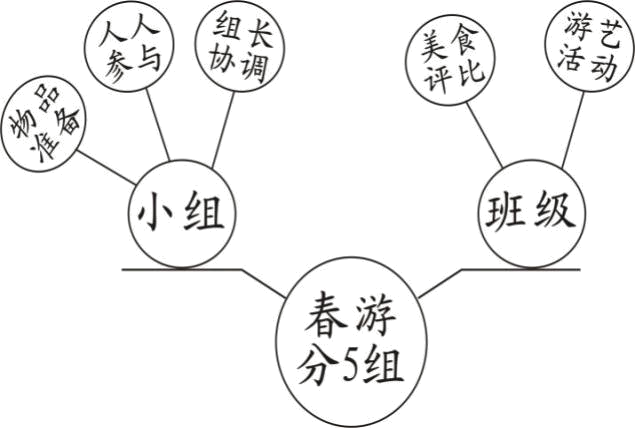 物品
准备
人人
参与
组长
协调
美食
评比
游艺
活动
小组
班级
春游
分5组